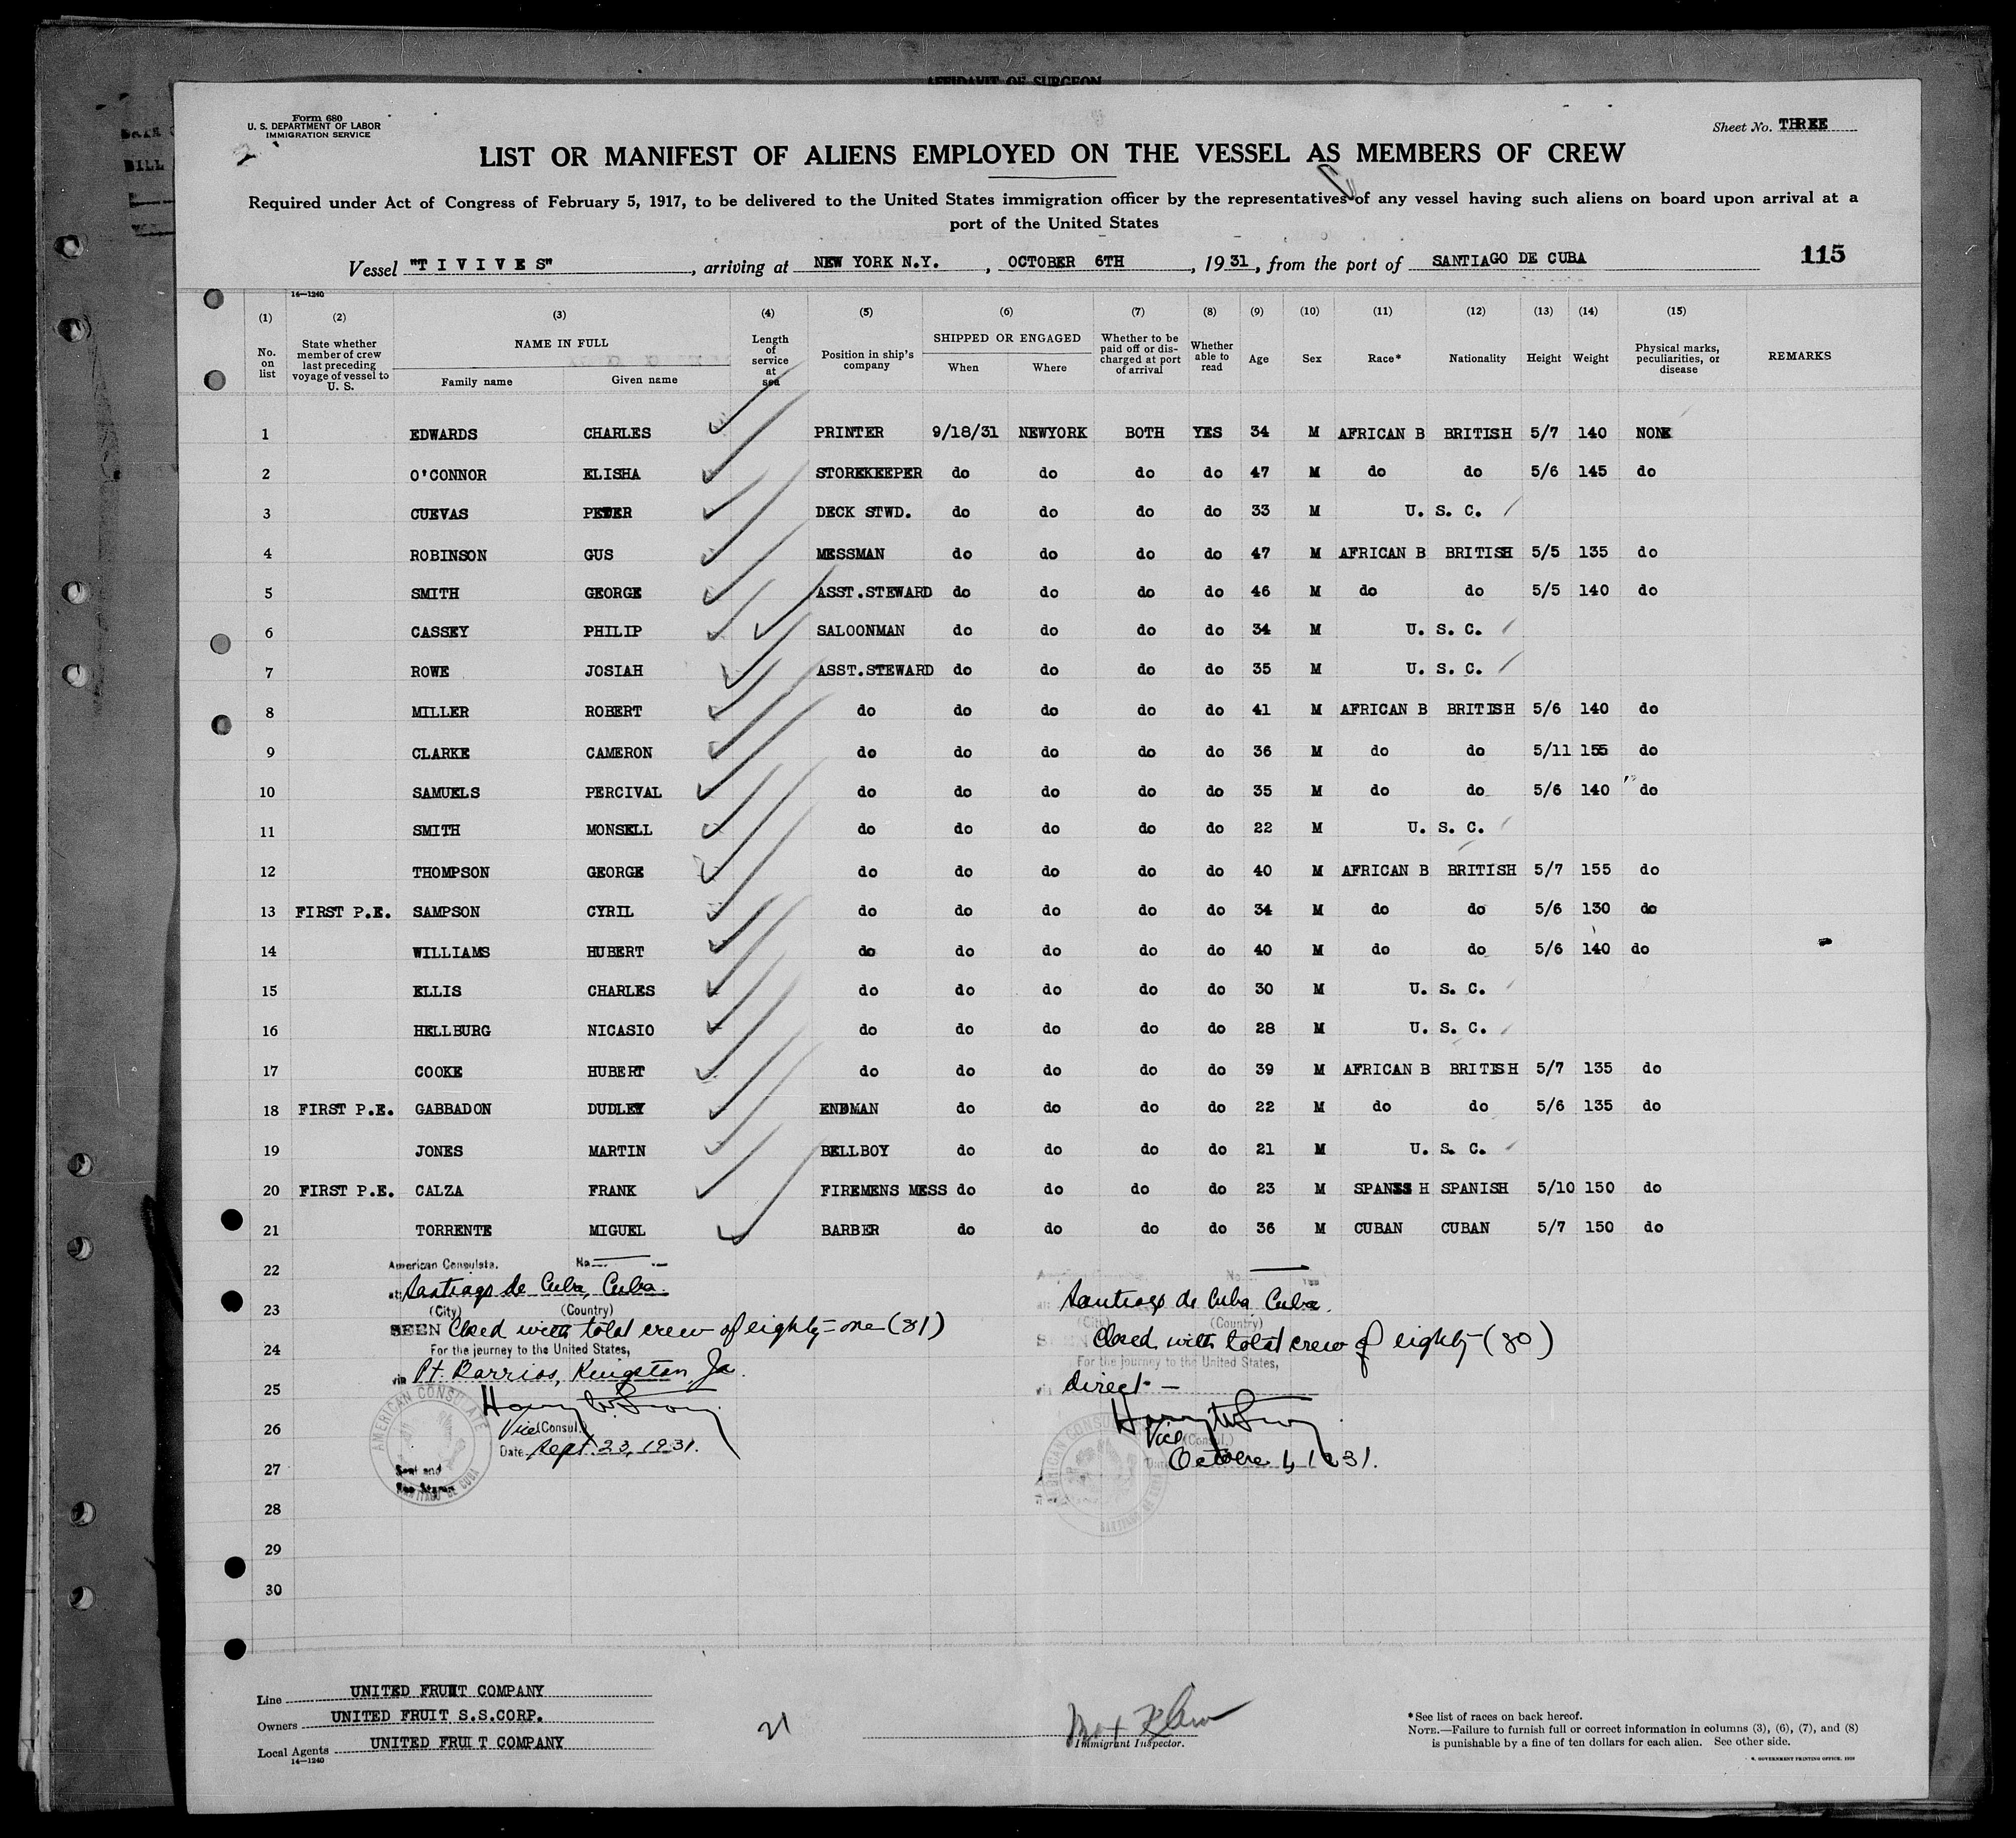 AFFIDAVIT OF SURGEON
Form 680
U. S. DEPARTMENT OF LABOR
IMMIGRATION SERVICE
Sheet No. THREE
LIST OR MANIFEST OF ALIENS EMPLOYED ON THE VESSEL AS MEMBERS OF CREW
Required under Act of Congress of February 5, 1917, to be delivered to the United States immigration officer by the representatives of any vessel having such aliens on board upon arrival at a
port of the United States
Vessel "T I V I V E S", arriving at NEW YORK N.Y., OCTOBER 6TH, 1931, from the port of SANTIAGO DE CUBA 115
14—1240
(1) (2) (3) (4) (5) (6) (7) (8) (9) (10) (11) (12) (13) (14) (15)
No. on list State whether member of crew last preceding voyage of vessel to U. S. NAME IN FULL Family name Given name Length of service at sea Position in ship's company SHIPPED OR ENGAGED When Where Whether to be paid off or discharged at port of arrival Whether able to read Age Sex Race* Nationality Height Weight Physical marks, peculiarities, or disease REMARKS
1 EDWARDS CHARLES PRINTER 9/18/31 NEWYORK BOTH YES 34 M AFRICAN B BRITISH 5/7 140 NONE
2 O'CONNOR ELISHA STOREKEEPER do do do do 47 M do do 5/6 145 do
3 CUEVAS PETER DECK STWD. do do do do 33 M U. S. C.
4 ROBINSON GUS MESSMAN do do do do 47 M AFRICAN B BRITISH 5/5 135 do
5 SMITH GEORGE ASST.STEWARD do do do do 46 M do do 5/5 140 do
6 CASSEY PHILIP SALOONMAN do do do do 34 M U. S. C.
7 ROWE JOSIAH ASST.STEWARD do do do do 35 M U. S. C.
8 MILLER ROBERT do do do do do 41 M AFRICAN B BRITISH 5/6 140 do
9 CLARKE CAMERON do do do do do 36 M do do 5/11 155 do
10 SAMUELS PERCIVAL do do do do do 35 M do do 5/6 140 do
11 SMITH MONSELL do do do do do 22 M U. S. C.
12 THOMPSON GEORGE do do do do do 40 M AFRICAN B BRITISH 5/7 155 do
13 FIRST P.E. SAMPSON CYRIL do do do do do 34 M do do 5/6 130 do
14 WILLIAMS HUBERT do do do do do 40 M do do 5/6 140 do
15 ELLIS CHARLES do do do do do 30 M U. S. C.
16 HELLBURG NICASIO do do do do do 28 M U. S. C.
17 COOKE HUBERT do do do do do 39 M AFRICAN B BRITISH 5/7 135 do
18 FIRST P.E. GABBADON DUDLEY ENDMAN do do do do 22 M do do 5/6 135 do
19 JONES MARTIN BELLBOY do do do do 21 M U. S. C.
20 FIRST P.E. CALZA FRANK FIREMENS MESS do do do do 23 M SPANISH SPANISH 5/10 150 do
21 TORRENTE MIGUEL BARBER do do do do 36 M CUBAN CUBAN 5/7 150 do
22
23
24
25
26
27
28
29
30
American Consulate. No.
at: Santiago de Cuba, Cuba.
(City) (Country)
SEEN Closed with total crew of eighty-one (81)
For the journey to the United States,
via Pt. Barrios, Kingston Ja.
Vice Consul.
Date Sept. 23, 1931.
AMERICAN CONSULATE
SANTIAGO DE CUBA
Santiago de Cuba, Cuba.
(City) (Country)
SEEN Closed with total crew of eighty (80)
For the journey to the United States,
via direct —
Vice (Consul.)
October 1, 1931.
Line UNITED FRUIT COMPANY
Owners UNITED FRUIT S.S.CORP.
Local Agents UNITED FRUIT COMPANY
14—1240
21
Immigrant Inspector.
*See list of races on back hereof.
NOTE.—Failure to furnish full or correct information in columns (3), (6), (7), and (8)
is punishable by a fine of ten dollars for each alien. See other side.